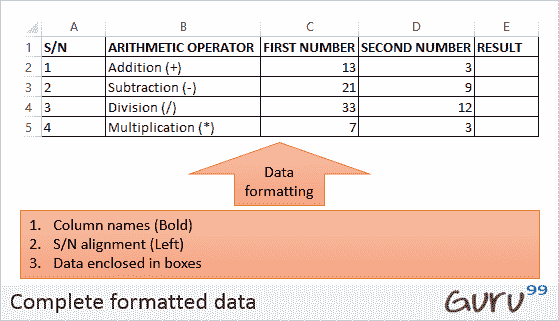 A B C D E
1 S/N ARITHMETIC OPERATOR FIRST NUMBER SECOND NUMBER RESULT
2 1 Addition (+) 13 3
3 2 Subtraction (-) 21 9
4 3 Division (/) 33 12
5 4 Multiplication (*) 7 3
Data
formatting
1. Column names (Bold)
2. S/N alignment (Left)
3. Data enclosed in boxes
Complete formatted data
Guru99